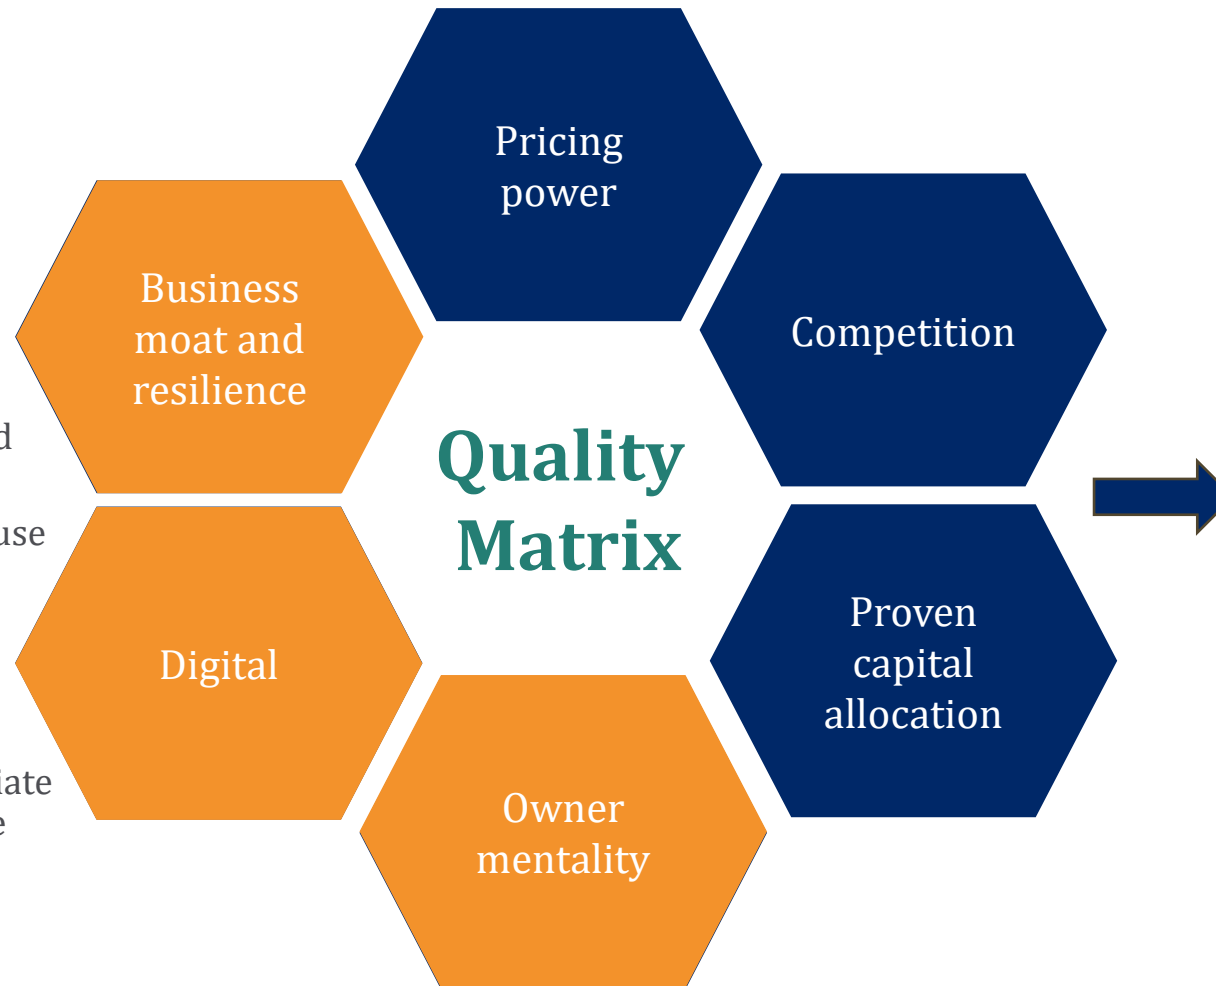 Pricing
power
Business
moat and
resilience
Competition
Quality
Matrix
Digital
Proven
capital
allocation
Owner
mentality